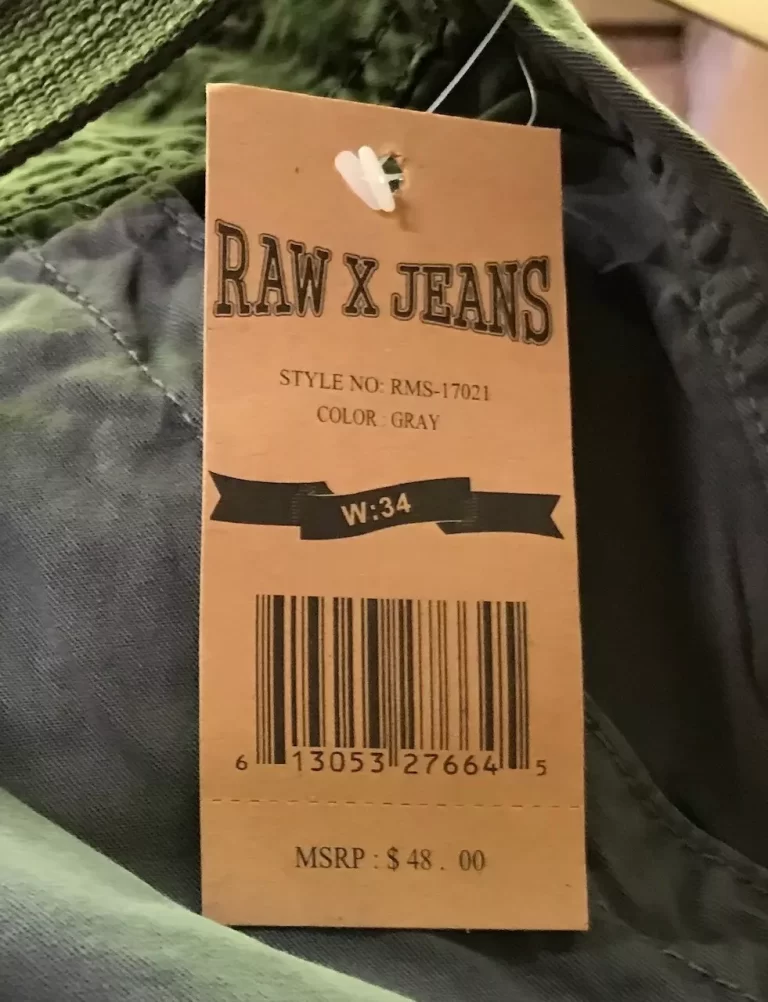 RAW X JEANS
STYLE NO: RMS-17021
COLOR: GRAY
W:34
6 13053 27664 5
MSRP : $ 48 . 00